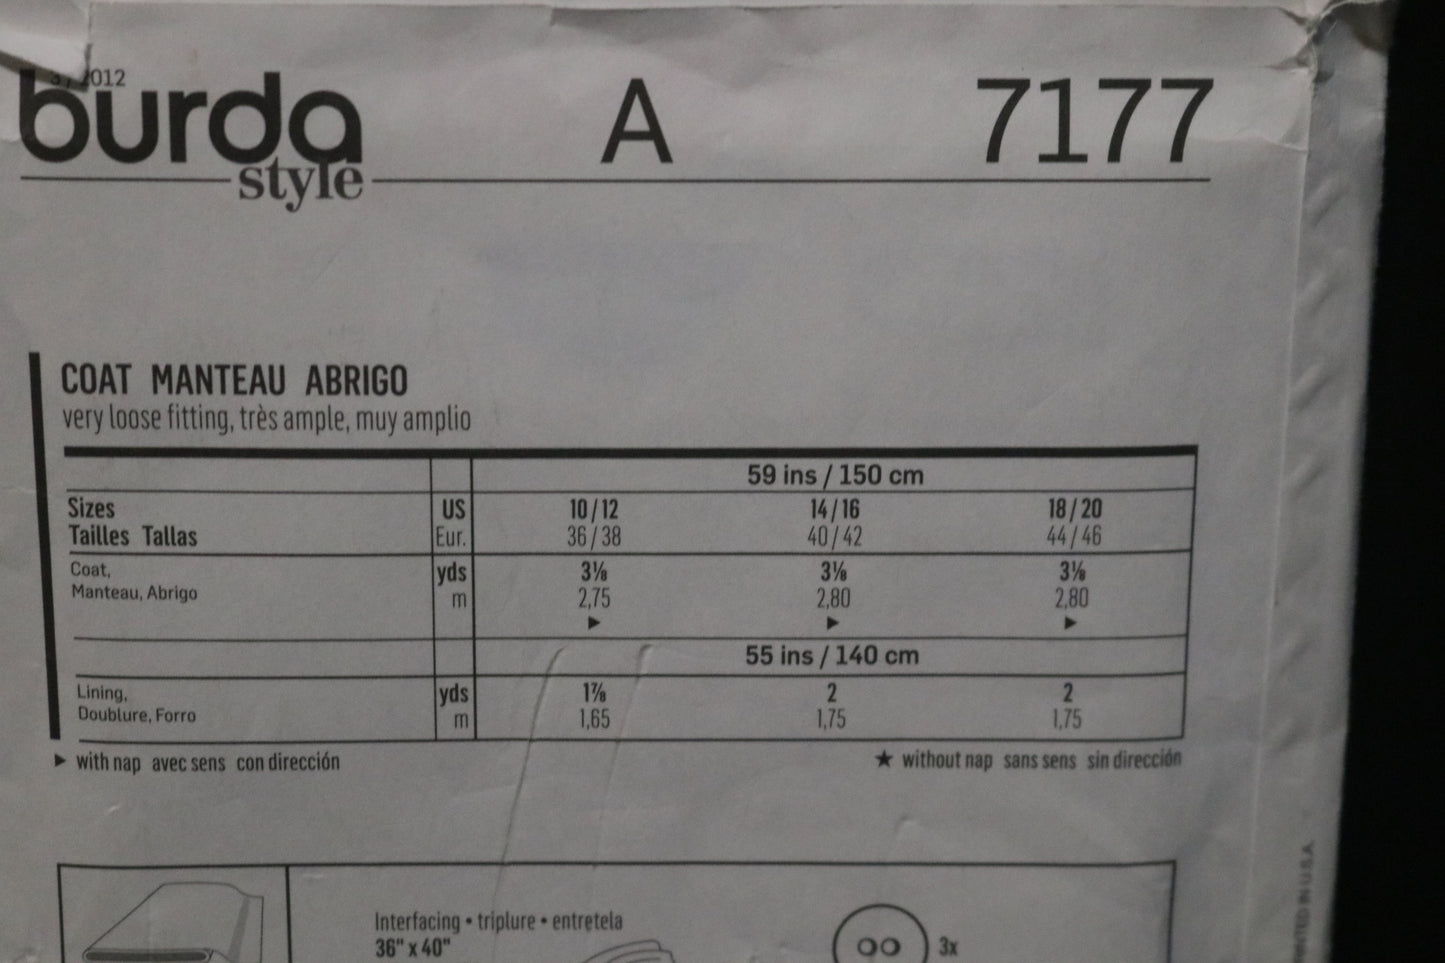 2012
burda A 7177
style
COAT MANTEAU ABRIGO
very loose fitting, très ample, muy amplio
59 ins / 150 cm
Sizes US 10/12 14/16 18/20
Tailles Tallas Eur. 36/38 40/42 44/46
Coat, yds 3⅛ 3⅛ 3⅛
Manteau, Abrigo m 2,75 2,80 2,80
►  ►  ►
55 ins / 140 cm
Lining, yds 1⅞ 2 2
Doublure, Forro m 1,65 1,75 1,75
► with nap avec sens con dirección ★ without nap sans sens sin dirección
Interfacing • triplure • entretela
36" x 40" 3x
IN U.S.A.